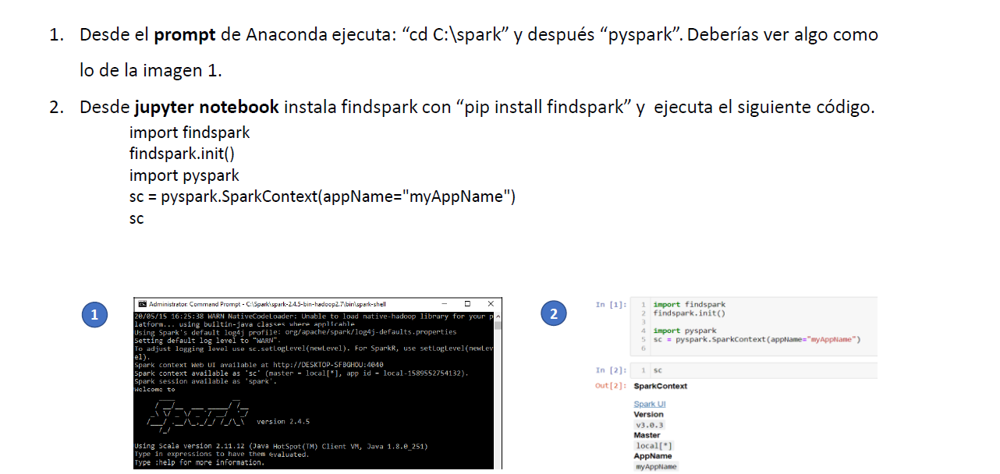 1. Desde el prompt de Anaconda ejecuta: “cd C:\spark” y después “pyspark”. Deberías ver algo como
lo de la imagen 1.
2. Desde jupyter notebook instala findspark con “pip install findspark” y ejecuta el siguiente código.
import findspark
findspark.init()
import pyspark
sc = pyspark.SparkContext(appName="myAppName")
sc
1
Administrator: Command Prompt - C:\Spark\spark-2.4.5-bin-hadoop2.7\bin\spark-shell
20/05/15 16:25:38 WARN NativeCodeLoader: Unable to load native-hadoop library for your p
latform... using builtin-java classes where applicable
Using Spark's default log4j profile: org/apache/spark/log4j-defaults.properties
Setting default log level to "WARN".
To adjust logging level use sc.setLogLevel(newLevel). For SparkR, use setLogLevel(newLev
el).
Spark context Web UI available at http://DESKTOP-SFBGHOU:4040
Spark context available as 'sc' (master = local[*], app id = local-1589552754132).
Spark session available as 'spark'.
Welcome to
Spark
version 2.4.5
Using Scala version 2.11.12 (Java HotSpot(TM) Client VM, Java 1.8.0_251)
Type in expressions to have them evaluated.
Type :help for more information.
2
In [1]: 1 import findspark
2 findspark.init()
3
4 import pyspark
5 sc = pyspark.SparkContext(appName="myAppName")
6
In [2]: 1 sc
Out[2]: SparkContext
Spark UI
Version
v3.0.3
Master
local[*]
AppName
myAppName